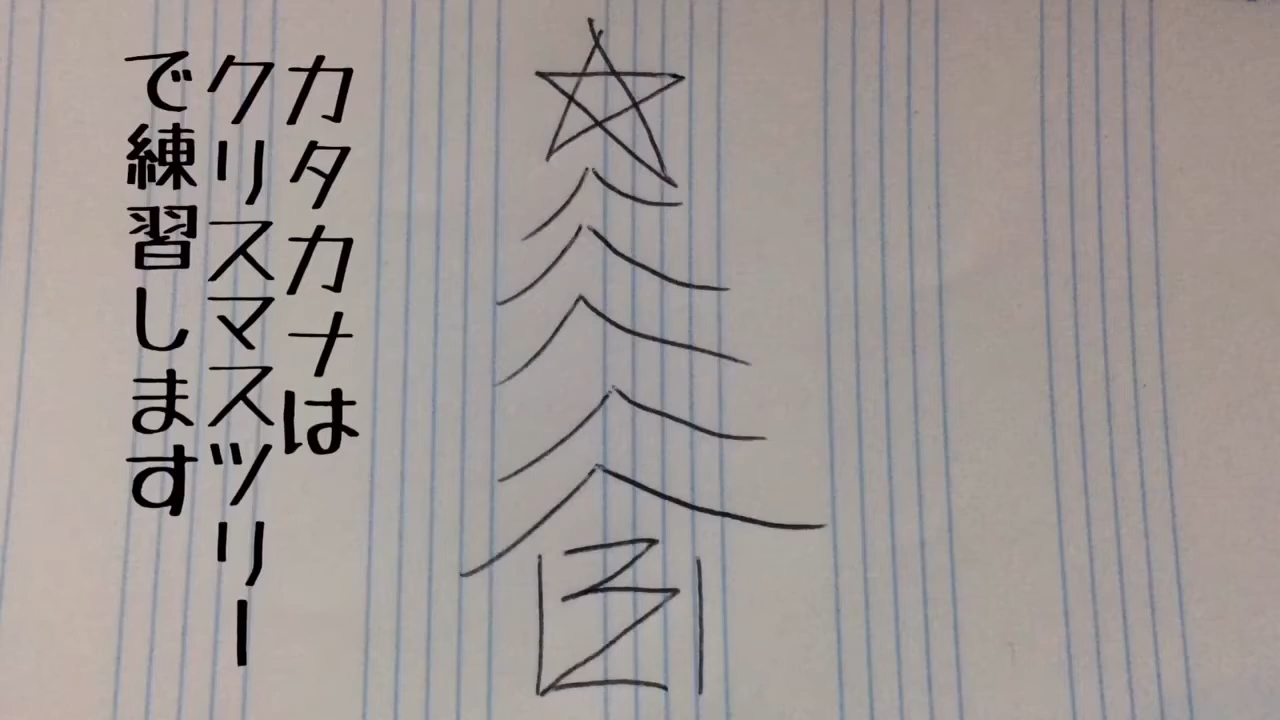 カタカナは
クリスマスツリー
で練習します